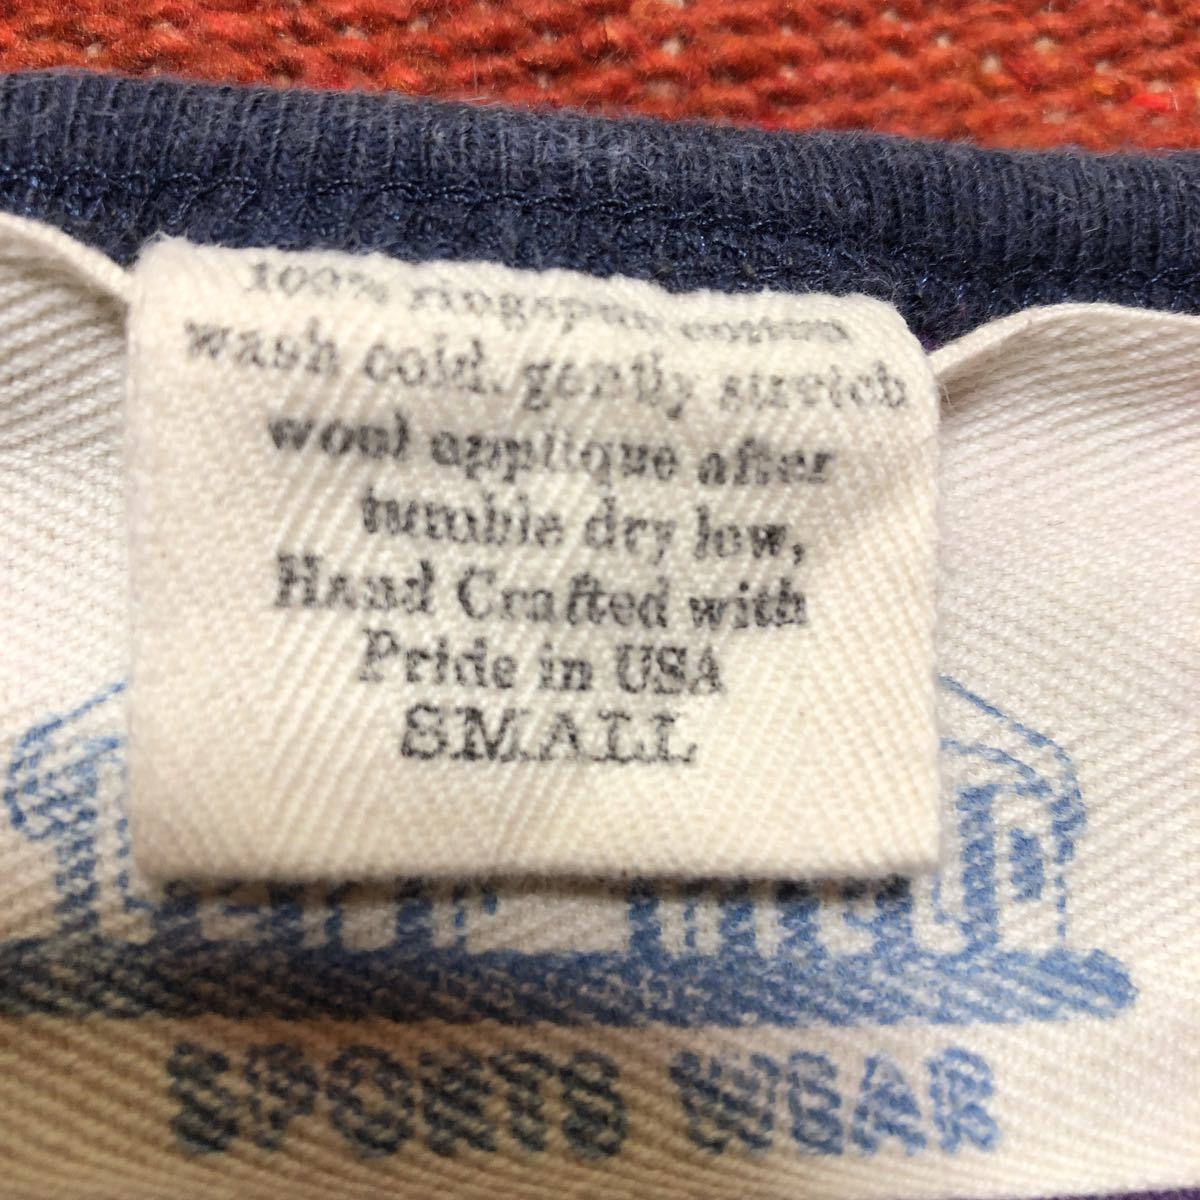 100% ringspun cotton
wash cold, gently stretch
wool applique after
tumble dry low,
Hand Crafted with
Pride in USA
SMALL
SPORTS WEAR